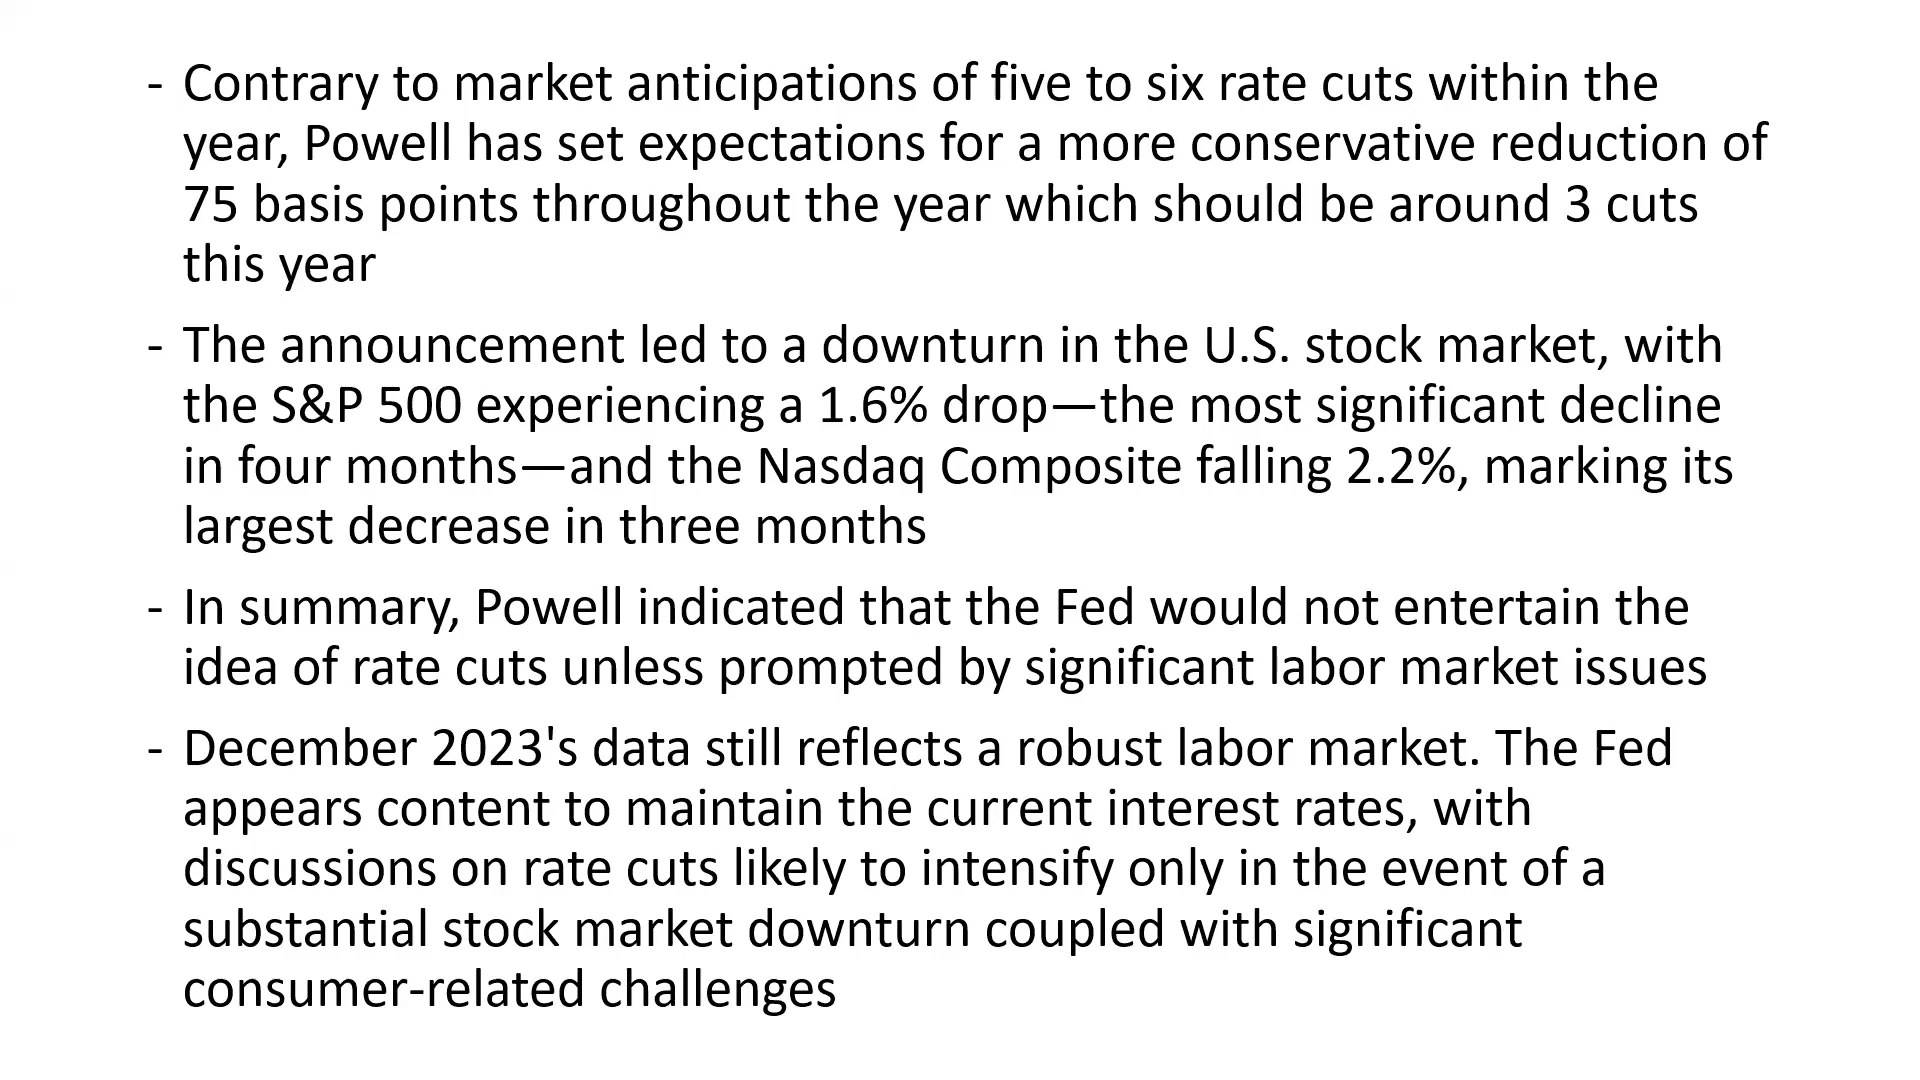 - Contrary to market anticipations of five to six rate cuts within the
year, Powell has set expectations for a more conservative reduction of
75 basis points throughout the year which should be around 3 cuts
this year
- The announcement led to a downturn in the U.S. stock market, with
the S&P 500 experiencing a 1.6% drop—the most significant decline
in four months—and the Nasdaq Composite falling 2.2%, marking its
largest decrease in three months
- In summary, Powell indicated that the Fed would not entertain the
idea of rate cuts unless prompted by significant labor market issues
- December 2023's data still reflects a robust labor market. The Fed
appears content to maintain the current interest rates, with
discussions on rate cuts likely to intensify only in the event of a
substantial stock market downturn coupled with significant
consumer-related challenges